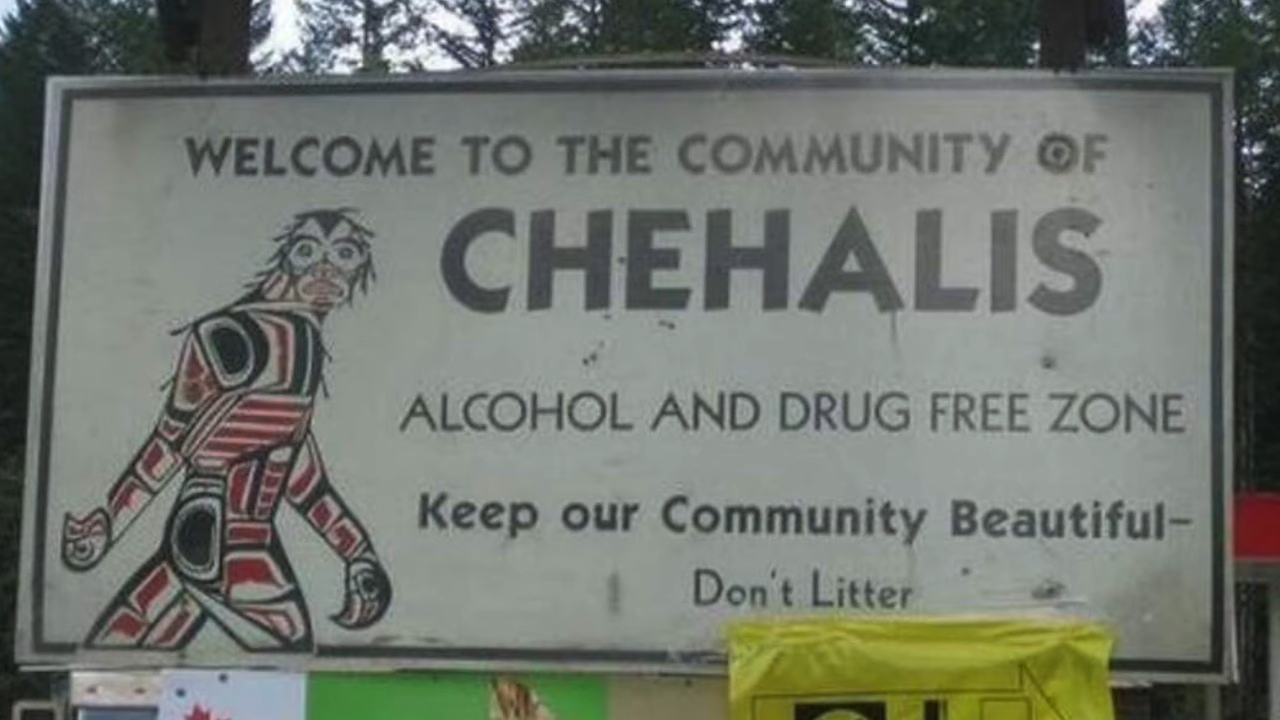 WELCOME TO THE COMMUNITY OF
CHEHALIS
ALCOHOL AND DRUG FREE ZONE
Keep our Community Beautiful-
Don't Litter